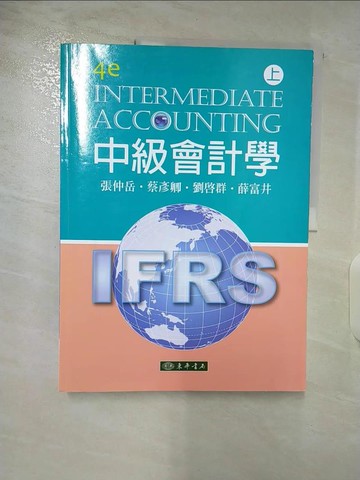 4e
上
INTERMEDIATE
ACCOUNTING
中級會計學
張仲岳・蔡彥卿・劉啓群・薛富井
IFRS
東華書局